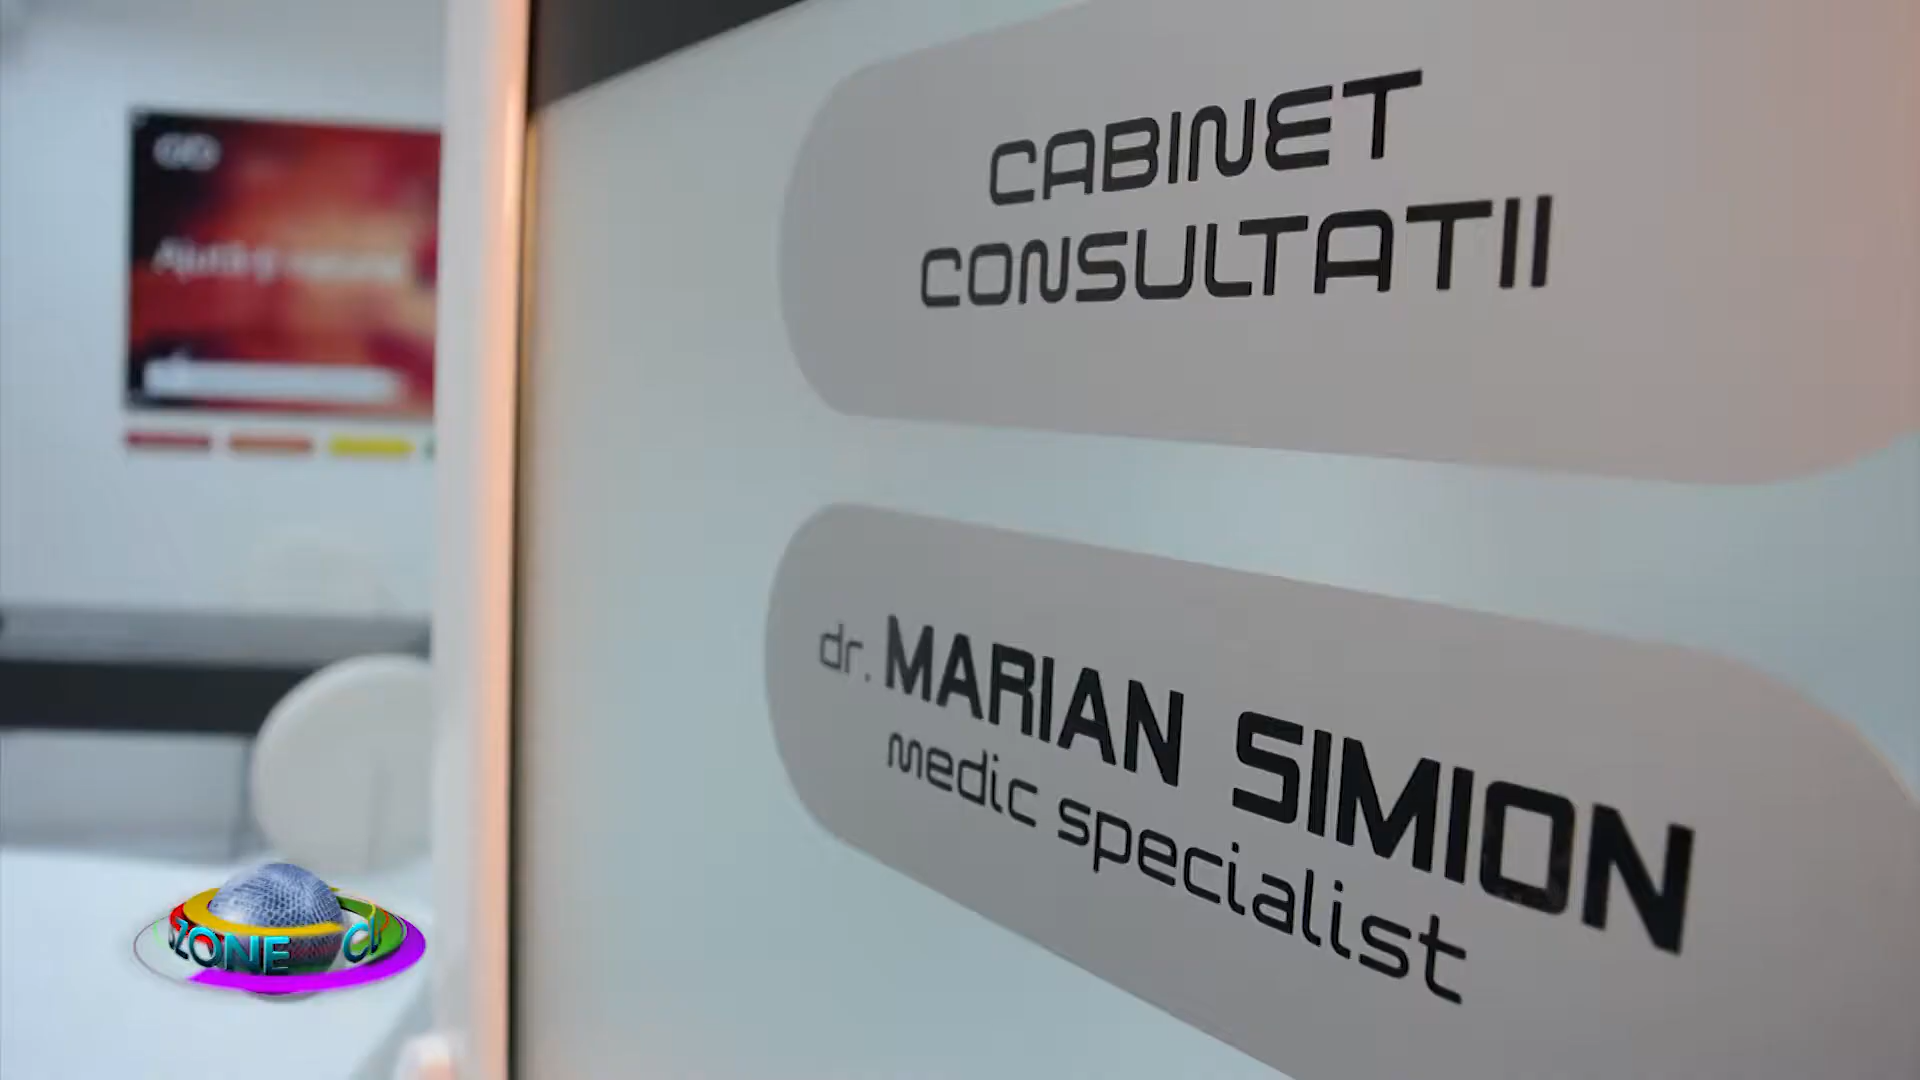 CABINET
CONSULTATII
dr. MARIAN SIMION
medic specialist
ZONE